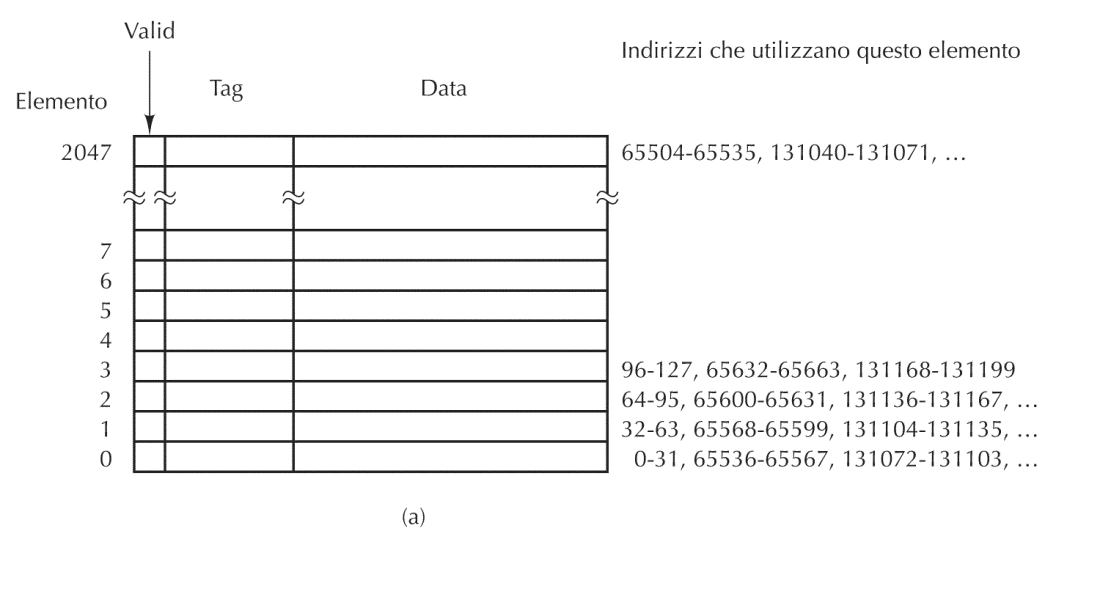 Valid
Indirizzi che utilizzano questo elemento
Tag
Data
Elemento
2047
65504-65535, 131040-131071, …
7
6
5
4
3
96-127, 65632-65663, 131168-131199
2
64-95, 65600-65631, 131136-131167, …
1
32-63, 65568-65599, 131104-131135, …
0
0-31, 65536-65567, 131072-131103, …
(a)